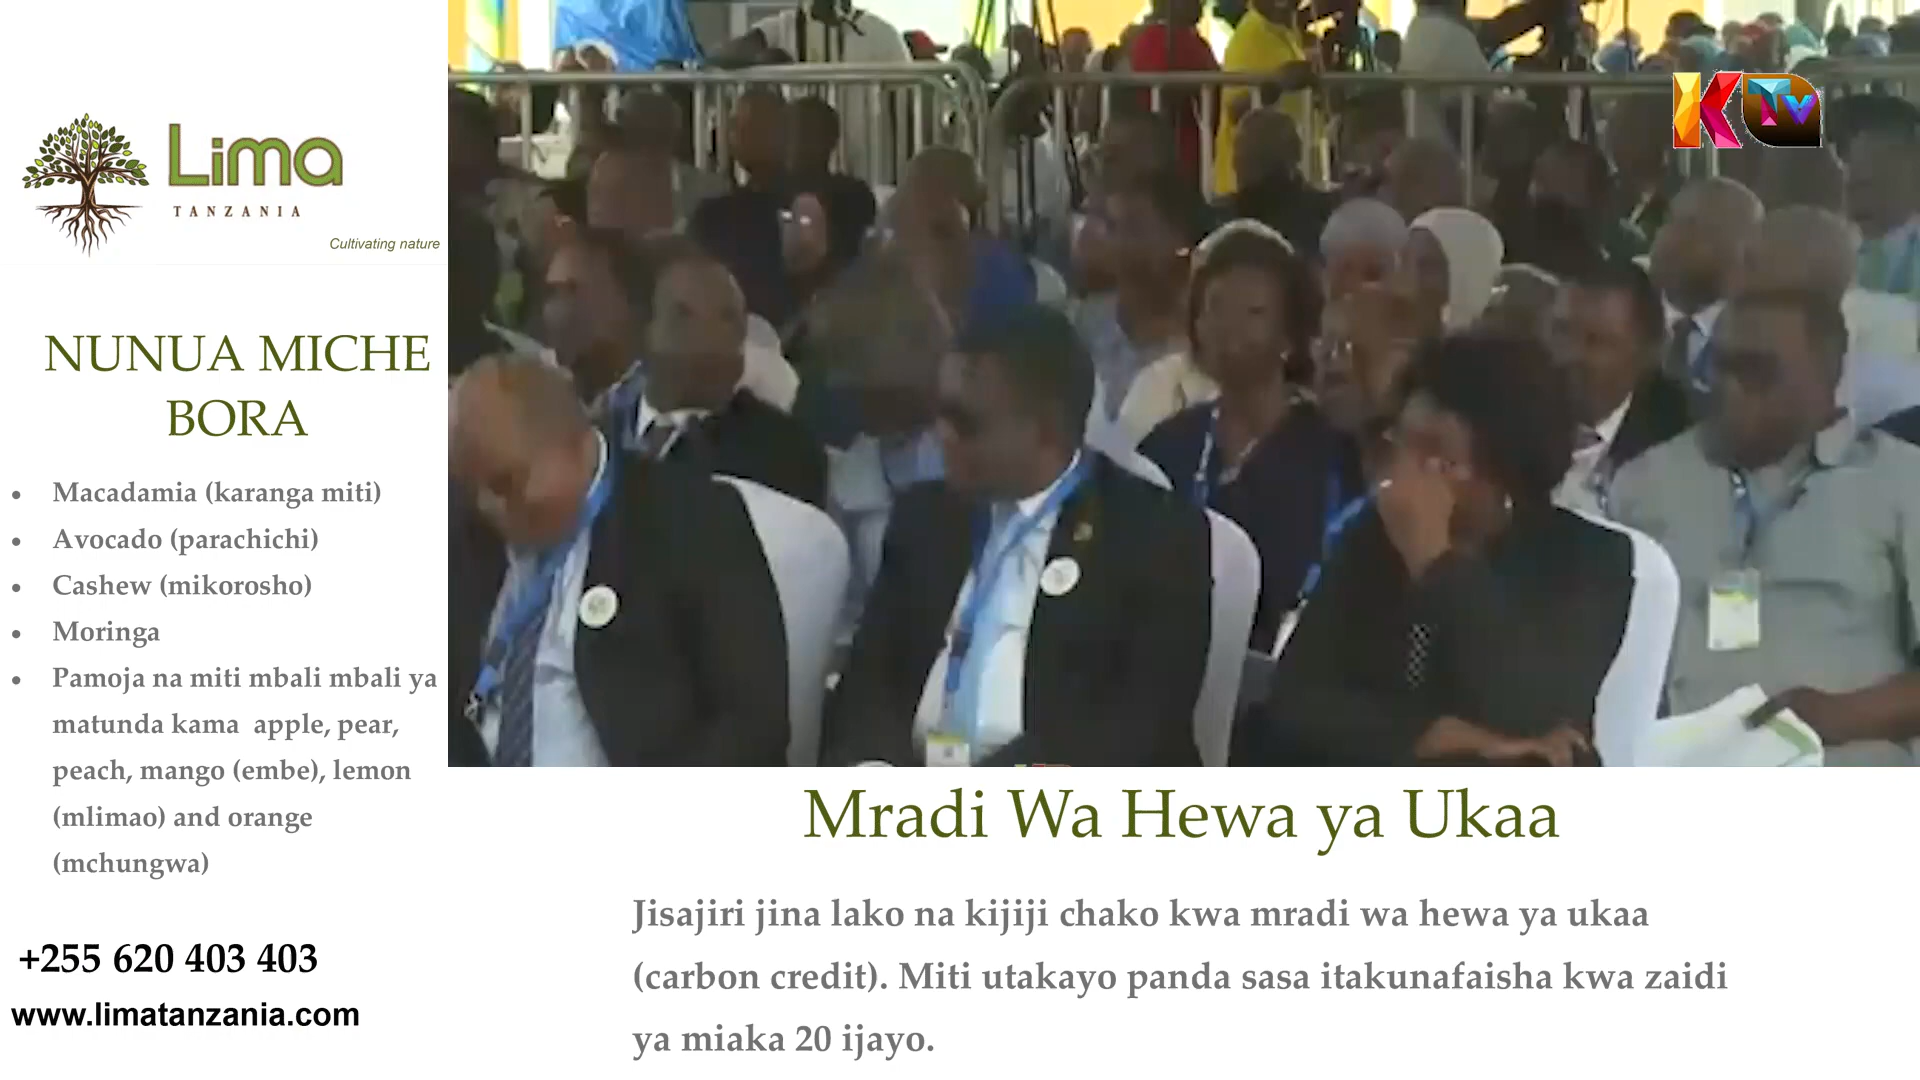 Lima
TANZANIA
Cultivating nature
K Tv
NUNUA MICHE
BORA
• Macadamia (karanga miti)
• Avocado (parachichi)
• Cashew (mikorosho)
• Moringa
• Pamoja na miti mbali mbali ya
matunda kama apple, pear,
peach, mango (embe), lemon
(mlimao) and orange
(mchungwa)
+255 620 403 403
www.limatanzania.com
Mradi Wa Hewa ya Ukaa
Jisajiri jina lako na kijiji chako kwa mradi wa hewa ya ukaa
(carbon credit). Miti utakayo panda sasa itakunafaisha kwa zaidi
ya miaka 20 ijayo.